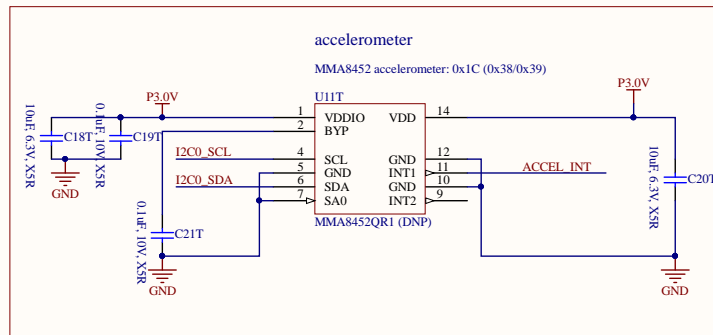 accelerometer
MMA8452 accelerometer: 0x1C (0x38/0x39)
P3.0V
P3.0V
U11T
1 VDDIO VDD 14
2 BYP
10uF, 6.3V, X5R
C18T
0.1uF, 10V, X5R
C19T
I2C0_SCL 4 SCL GND 12
5 GND INT1 11 ACCEL_INT
I2C0_SDA 6 SDA GND 10
7 SA0 INT2 9
GND
10uF, 6.3V, X5R
C20T
MMA8452QR1 (DNP)
0.1uF, 10V, X5R
C21T
GND
GND